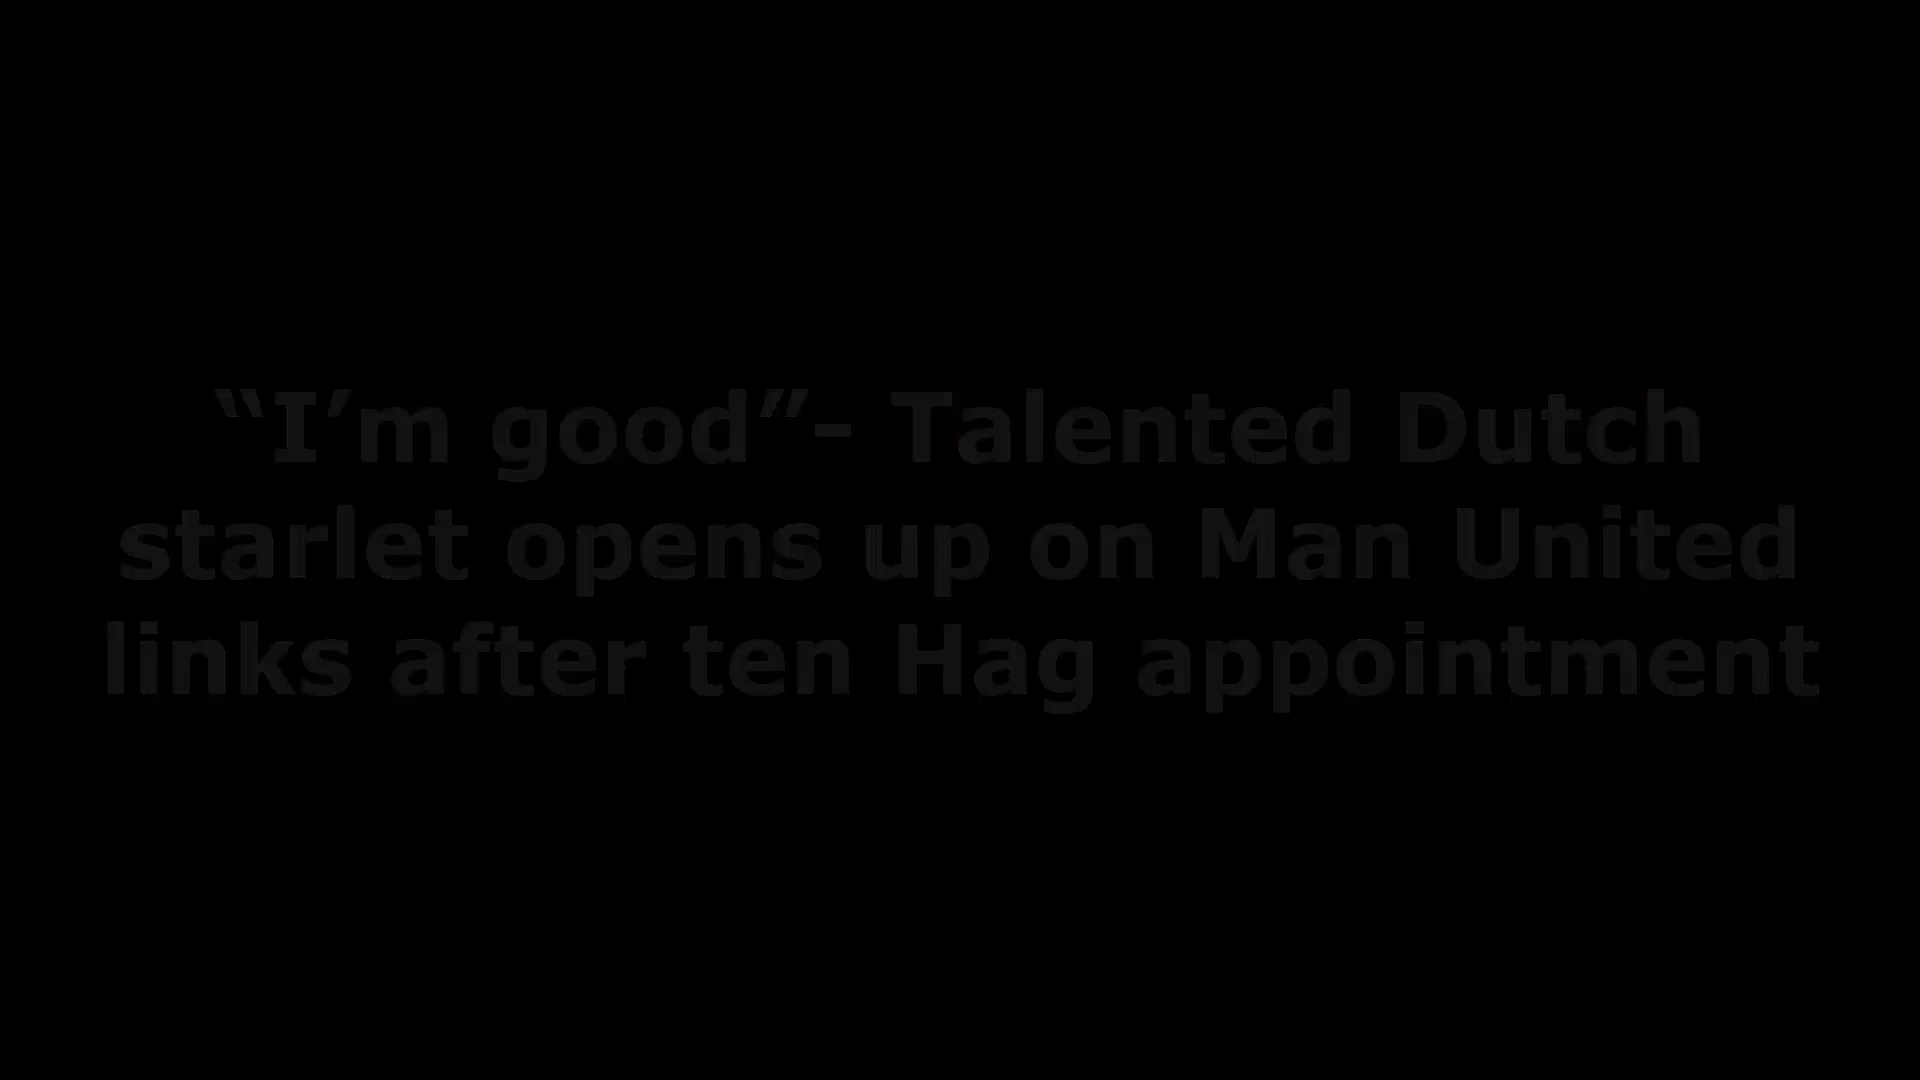 “I’m good”- Talented Dutch
starlet opens up on Man United
links after ten Hag appointment